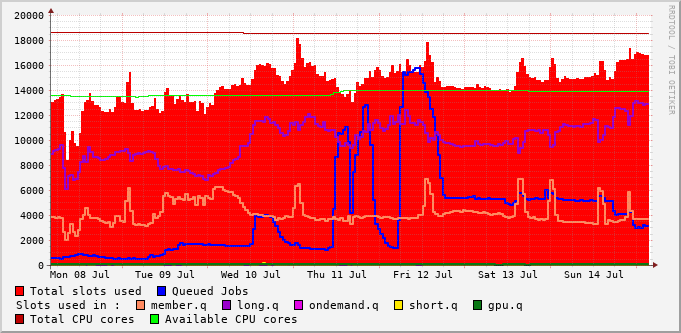 20000
18000
16000
14000
12000
10000
8000
6000
4000
2000
0
Mon 08 Jul Tue 09 Jul Wed 10 Jul Thu 11 Jul Fri 12 Jul Sat 13 Jul Sun 14 Jul
Total slots used Queued Jobs
Slots used in : member.q long.q ondemand.q short.q gpu.q
Total CPU cores Available CPU cores
RRDTOOL / TOBI OETIKER